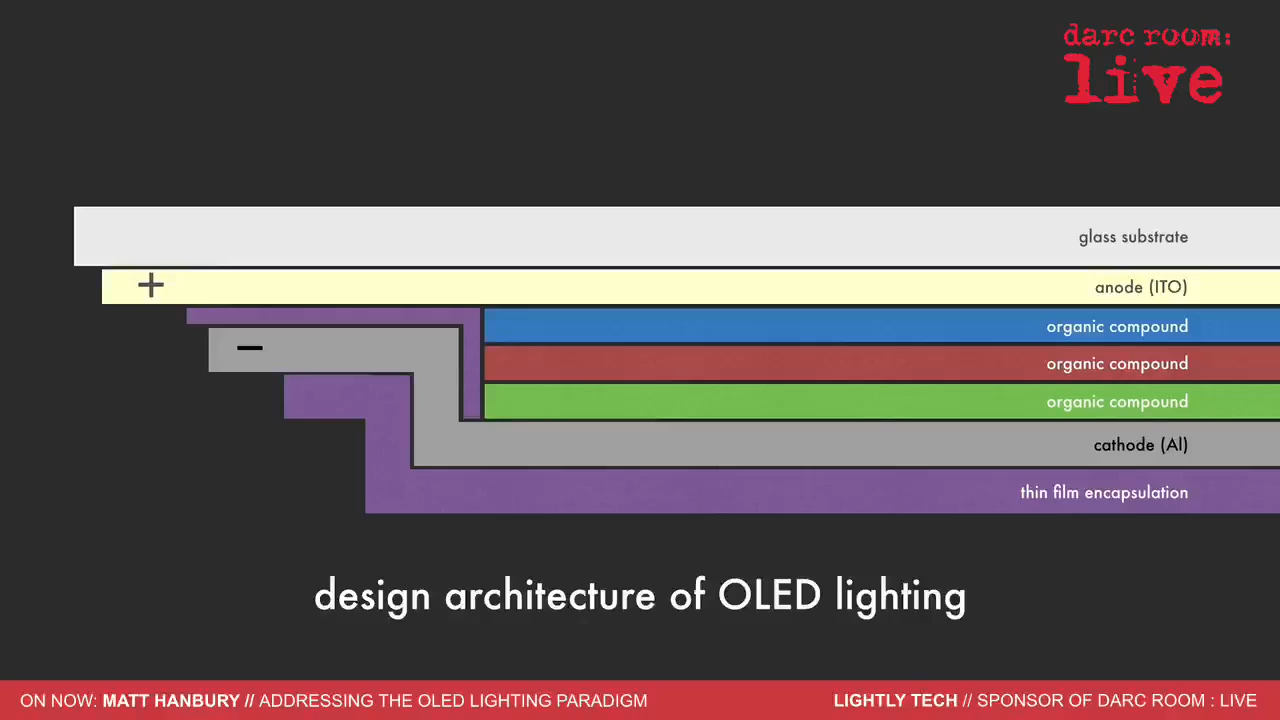 darc room:
live
glass substrate
+
anode (ITO)
organic compound
−
organic compound
organic compound
cathode (Al)
thin film encapsulation
design architecture of OLED lighting
ON NOW: MATT HANBURY // ADDRESSING THE OLED LIGHTING PARADIGM
LIGHTLY TECH // SPONSOR OF DARC ROOM : LIVE